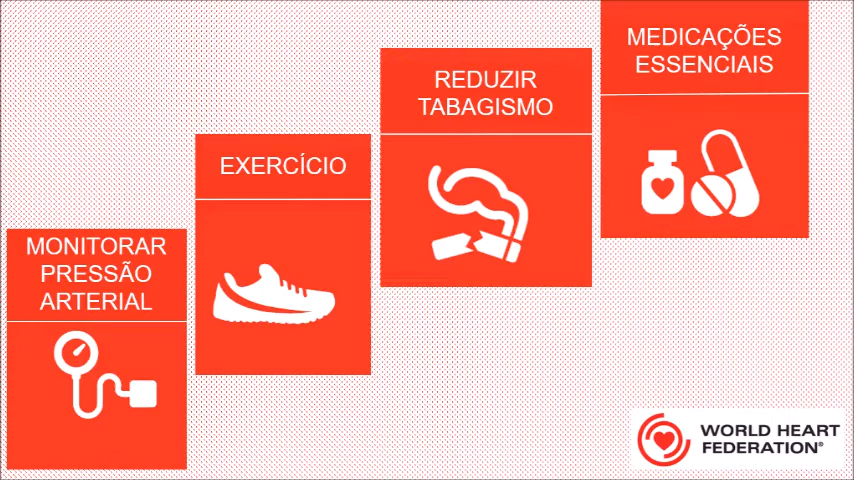 MONITORAR
PRESSÃO
ARTERIAL
EXERCÍCIO
REDUZIR
TABAGISMO
MEDICAÇÕES
ESSENCIAIS
WORLD HEART
FEDERATION®